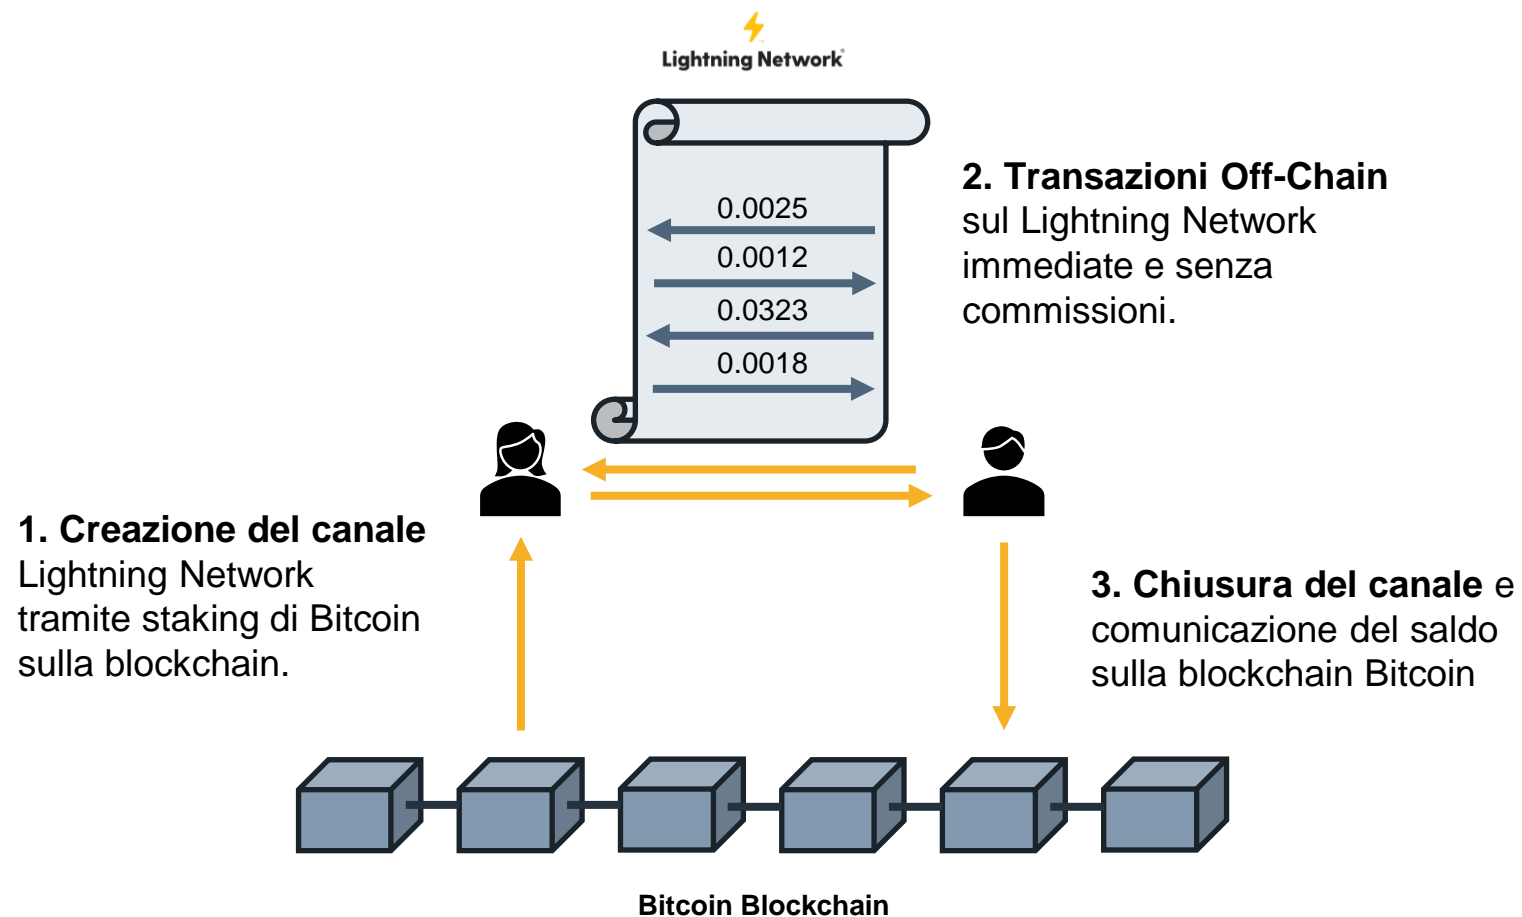 Lightning Network
0.0025
0.0012
0.0323
0.0018
2. Transazioni Off-Chain
sul Lightning Network
immediate e senza
commissioni.
1. Creazione del canale
Lightning Network
tramite staking di Bitcoin
sulla blockchain.
3. Chiusura del canale e
comunicazione del saldo
sulla blockchain Bitcoin
Bitcoin Blockchain